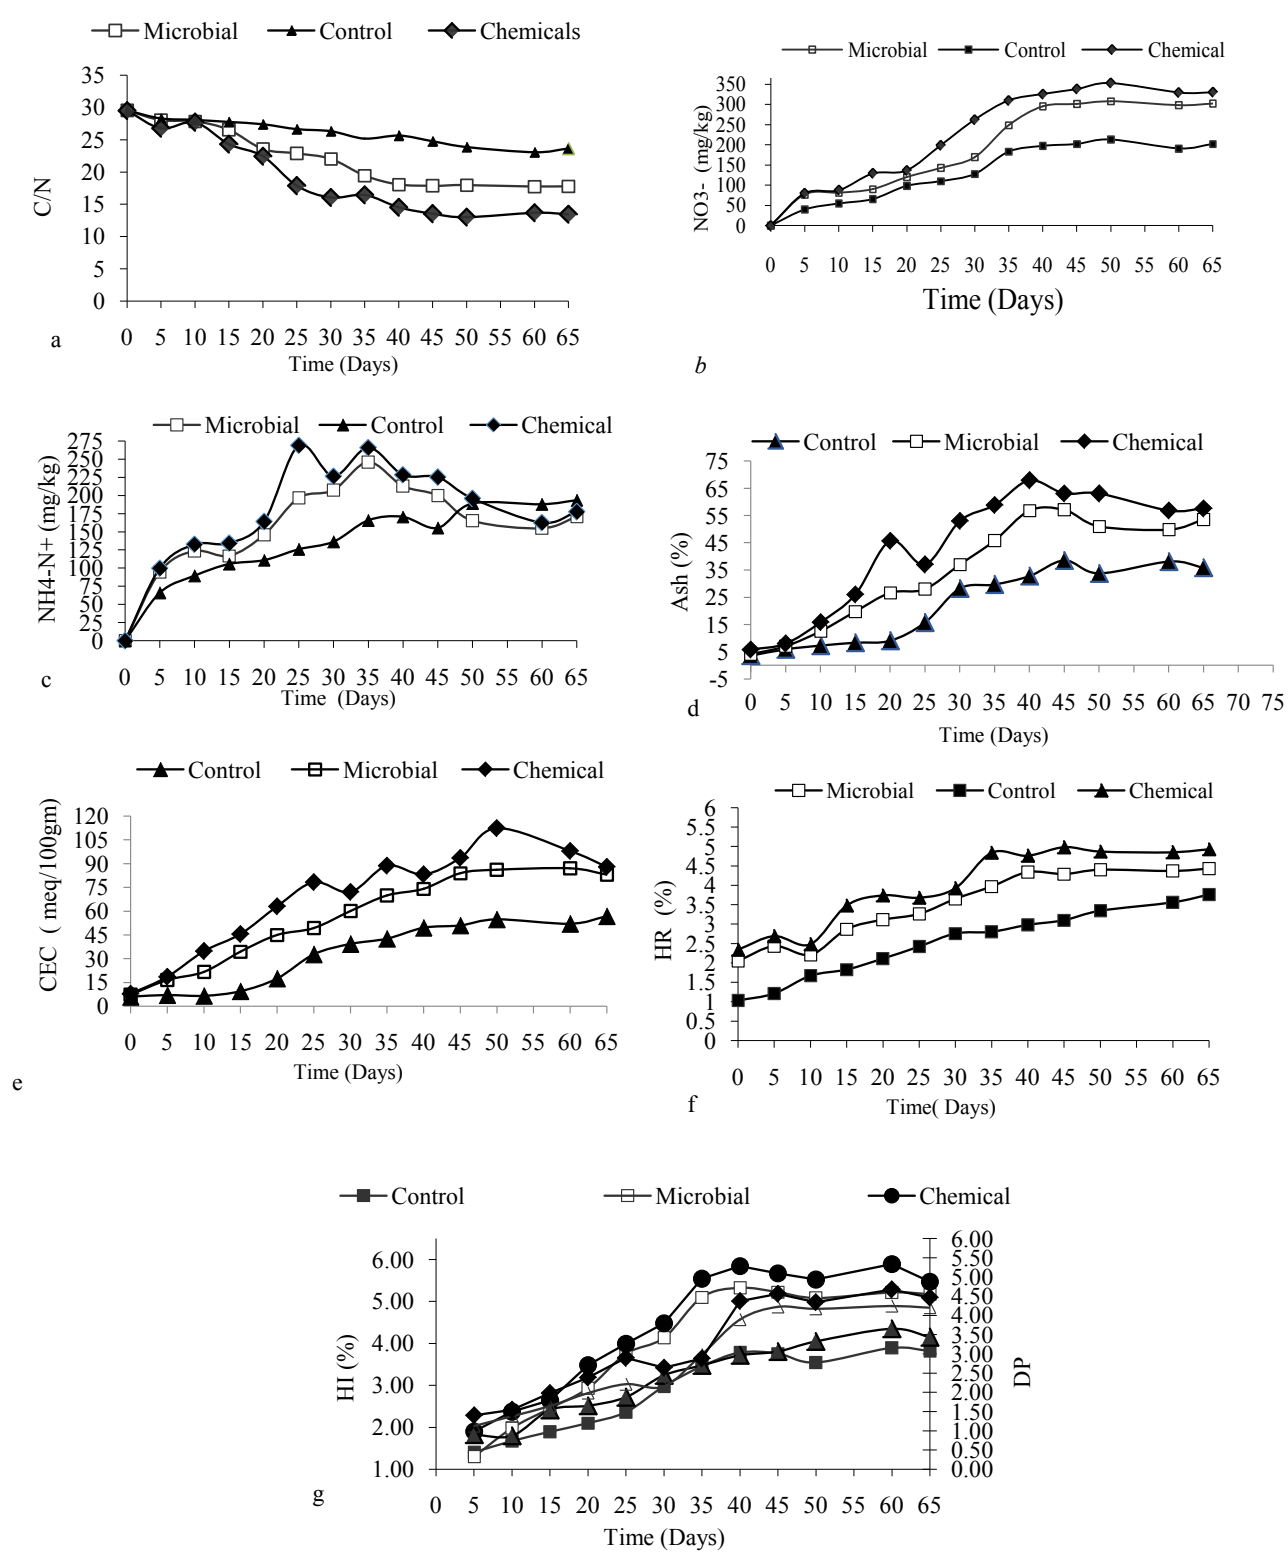 Microbial Control Chemicals
35
30
25
20
15
10
5
0
C/N
0 5 10 15 20 25 30 35 40 45 50 55 60 65
Time (Days)
a
Microbial Control Chemical
350
300
250
200
150
100
50
0
NO3- (mg/kg)
0 5 10 15 20 25 30 35 40 45 50 55 60 65
Time (Days)
b
Microbial Control Chemical
275
250
225
200
175
150
125
100
75
50
25
0
NH4-N+ (mg/kg)
0 5 10 15 20 25 30 35 40 45 50 55 60 65
Time (Days)
c
Control Microbial Chemical
75
65
55
45
35
25
15
5
-5
Ash (%)
0 5 10 15 20 25 30 35 40 45 50 55 60 65 70 75
Time (Days)
d
Control Microbial Chemical
120
105
90
75
60
45
30
15
0
CEC ( meq/100gm)
0 5 10 15 20 25 30 35 40 45 50 55 60 65
Time (Days)
e
Microbial Control Chemical
6
5.5
5
4.5
4
3.5
3
2.5
2
1.5
1
0.5
0
HR (%)
0 5 10 15 20 25 30 35 40 45 50 55 60 65
Time( Days)
f
Control Microbial Chemical
6.00
5.00
4.00
3.00
2.00
1.00
HI (%)
6.00
5.50
5.00
4.50
4.00
3.50
3.00
2.50
2.00
1.50
1.00
0.50
0.00
DP
0 5 10 15 20 25 30 35 40 45 50 55 60 65
Time (Days)
g